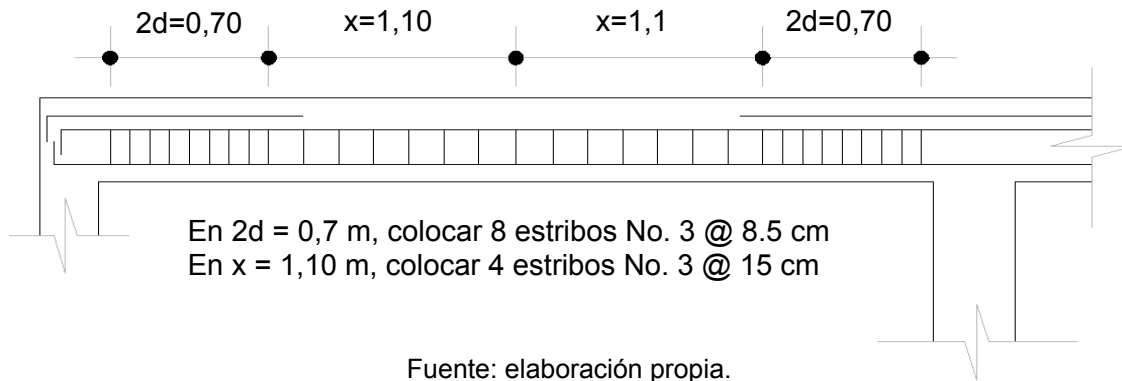 2d=0,70 x=1,10 x=1,1 2d=0,70
En 2d = 0,7 m, colocar 8 estribos No. 3 @ 8.5 cm
En x = 1,10 m, colocar 4 estribos No. 3 @ 15 cm
Fuente: elaboración propia.